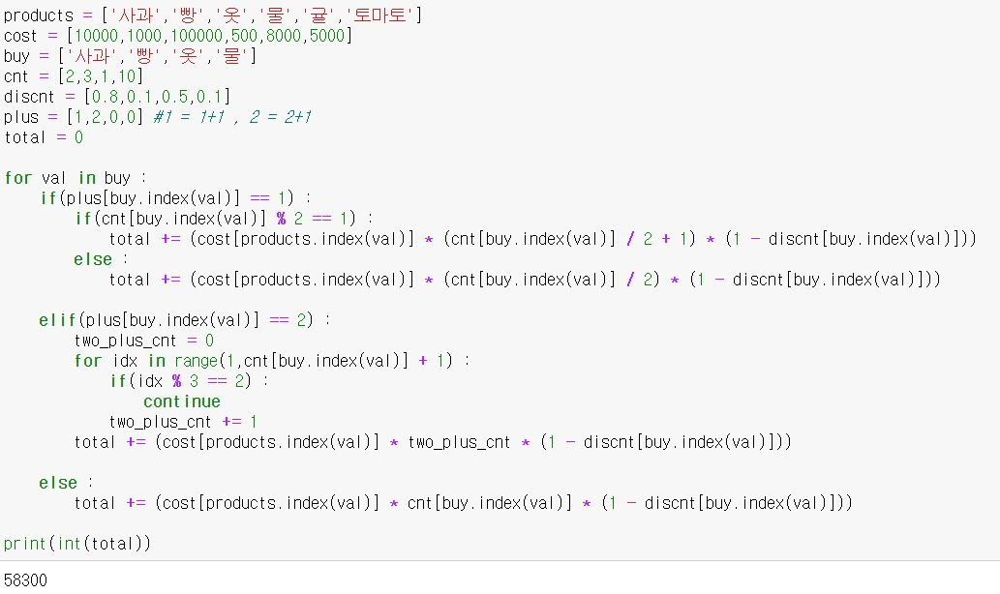 products = ['사과','빵','옷','물','귤','토마토']
cost = [10000,1000,100000,500,8000,5000]
buy = ['사과','빵','옷','물']
cnt = [2,3,1,10]
discnt = [0.8,0.1,0.5,0.1]
plus = [1,2,0,0] #1 = 1+1 , 2 = 2+1
total = 0

for val in buy :
    if(plus[buy.index(val)] == 1) :
        if(cnt[buy.index(val)] % 2 == 1) :
            total += (cost[products.index(val)] * (cnt[buy.index(val)] / 2 + 1) * (1 - discnt[buy.index(val)]))
        else :
            total += (cost[products.index(val)] * (cnt[buy.index(val)] / 2) * (1 - discnt[buy.index(val)]))

    elif(plus[buy.index(val)] == 2) :
        two_plus_cnt = 0
        for idx in range(1,cnt[buy.index(val)] + 1) :
            if(idx % 3 == 2) :
                continue
            two_plus_cnt += 1
        total += (cost[products.index(val)] * two_plus_cnt * (1 - discnt[buy.index(val)]))

    else :
        total += (cost[products.index(val)] * cnt[buy.index(val)] * (1 - discnt[buy.index(val)]))

print(int(total))
58300